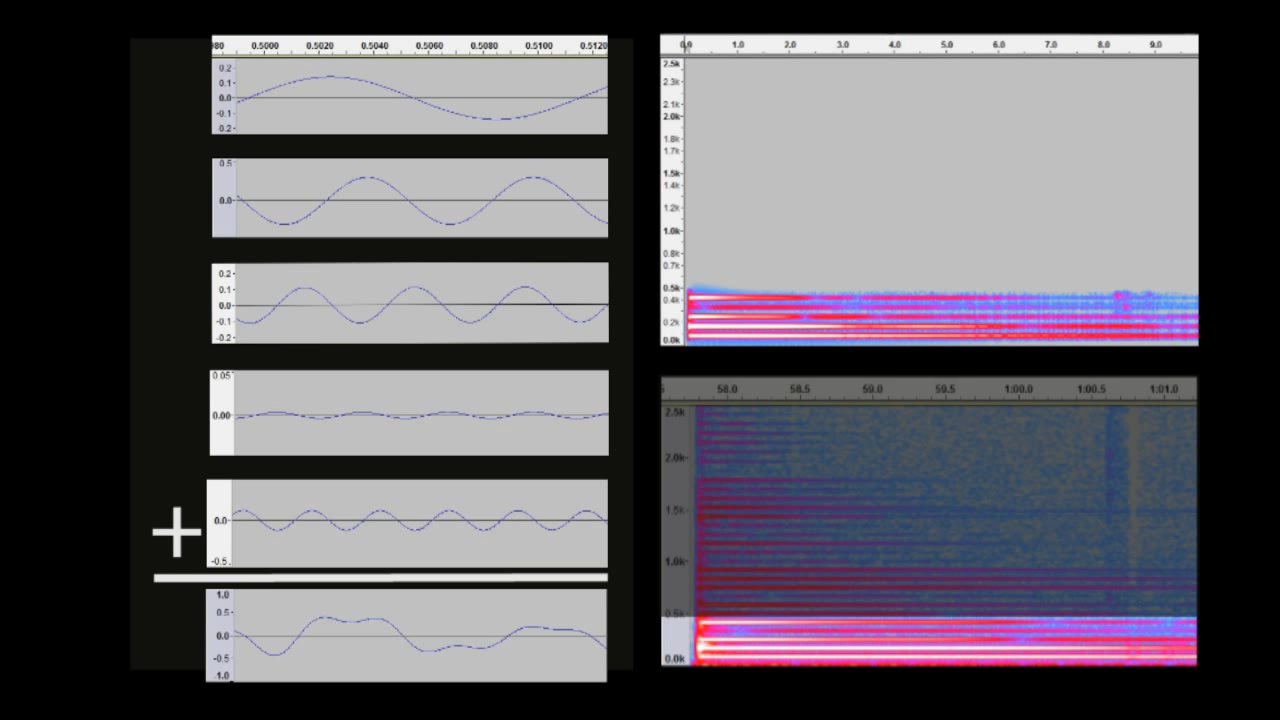 980 0.5000 0.5020 0.5040 0.5060 0.5080 0.5100 0.5120
0.2
0.1
0.0
-0.1
0.2
0.5
0.0
0.2
0.1
0.0
-0.1
-0.2
0.05
0.00
+
0.0
-0.5
1.0
0.5
0.0
-0.5
1.0
1.0 2.0 3.0 4.0 5.0 6.0 7.0 8.0 9.0
2.5k
2.3k
2.1k
2.0k
1.8k
1.7k
1.5k
1.4k
1.2k
1.0k
0.8k
0.7k
0.5k
0.4k
0.2k
0.0k
58.0 58.5 59.0 59.5 1:00.0 1:00.5 1:01.0
2.5k
2.0k
1.5k
1.0k
0.5k
0.0k